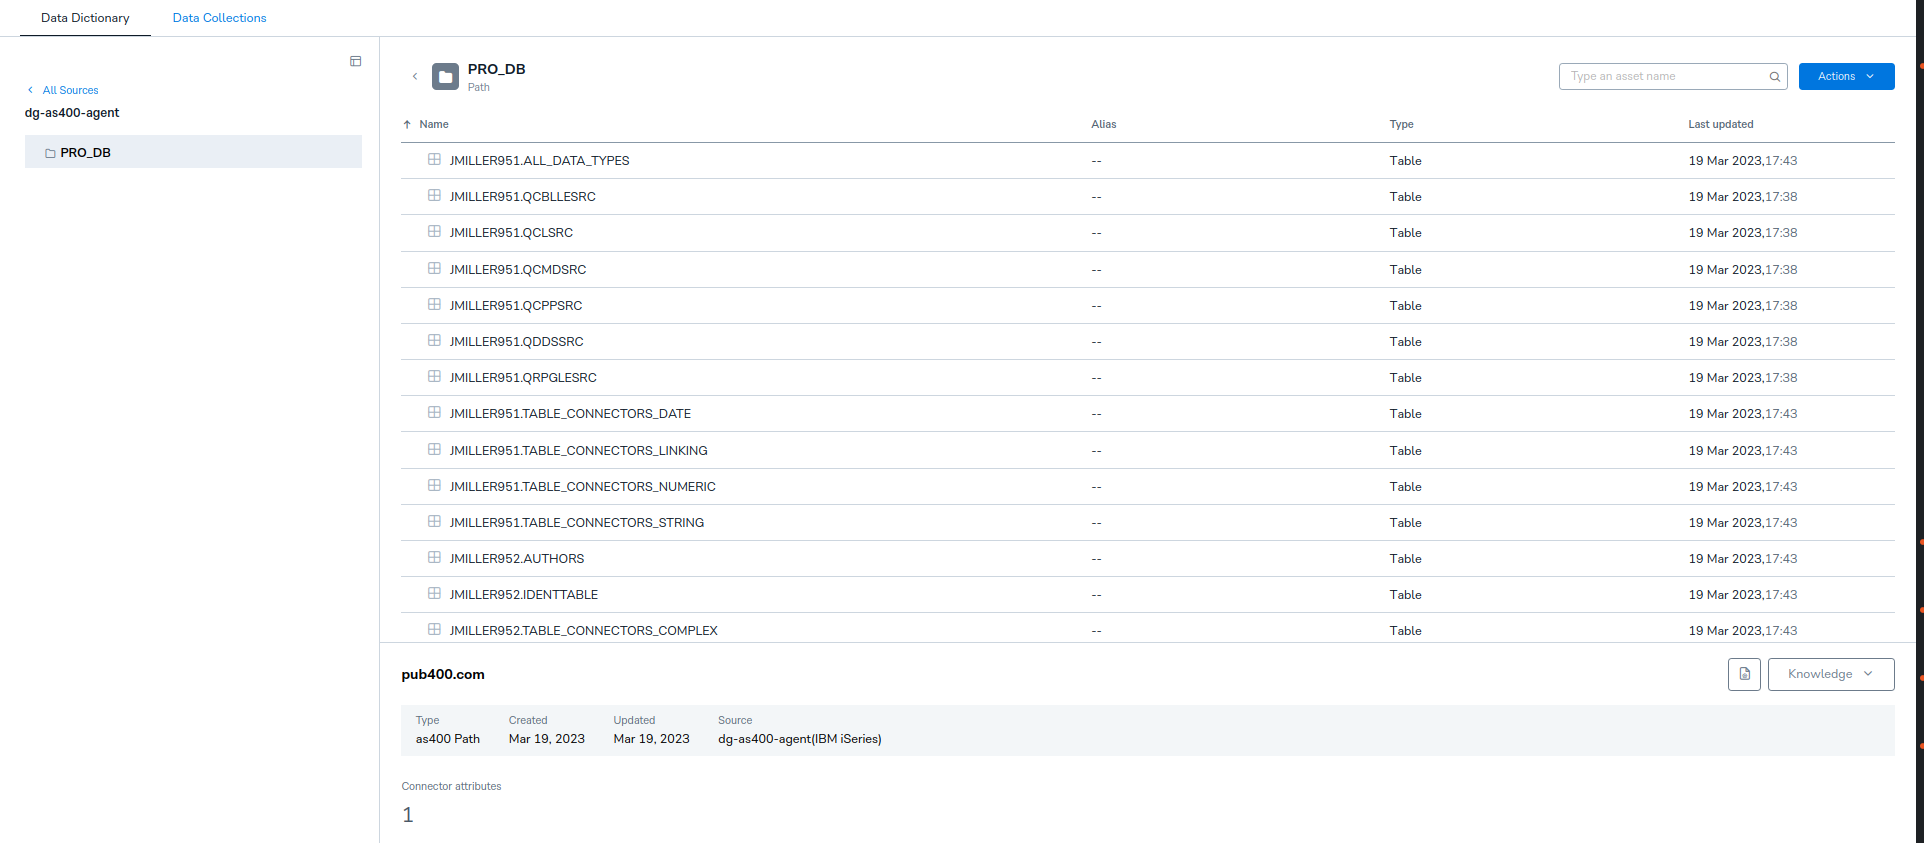 Data Dictionary Data Collections
All Sources
dg-as400-agent
PRO_DB
PRO_DB
Path
Type an asset name
Actions
Name Alias Type Last updated
JMILLER951.ALL_DATA_TYPES -- Table 19 Mar 2023,17:43
JMILLER951.QCBLLESRC -- Table 19 Mar 2023,17:38
JMILLER951.QCLSRC -- Table 19 Mar 2023,17:38
JMILLER951.QCMDSRC -- Table 19 Mar 2023,17:38
JMILLER951.QCPPSRC -- Table 19 Mar 2023,17:38
JMILLER951.QDDSSRC -- Table 19 Mar 2023,17:38
JMILLER951.QRPGLESRC -- Table 19 Mar 2023,17:38
JMILLER951.TABLE_CONNECTORS_DATE -- Table 19 Mar 2023,17:43
JMILLER951.TABLE_CONNECTORS_LINKING -- Table 19 Mar 2023,17:43
JMILLER951.TABLE_CONNECTORS_NUMERIC -- Table 19 Mar 2023,17:43
JMILLER951.TABLE_CONNECTORS_STRING -- Table 19 Mar 2023,17:43
JMILLER952.AUTHORS -- Table 19 Mar 2023,17:43
JMILLER952.IDENTTABLE -- Table 19 Mar 2023,17:43
JMILLER952.TABLE_CONNECTORS_COMPLEX -- Table 19 Mar 2023,17:43
pub400.com
Knowledge
Type Created Updated Source
as400 Path Mar 19, 2023 Mar 19, 2023 dg-as400-agent(IBM iSeries)
Connector attributes
1